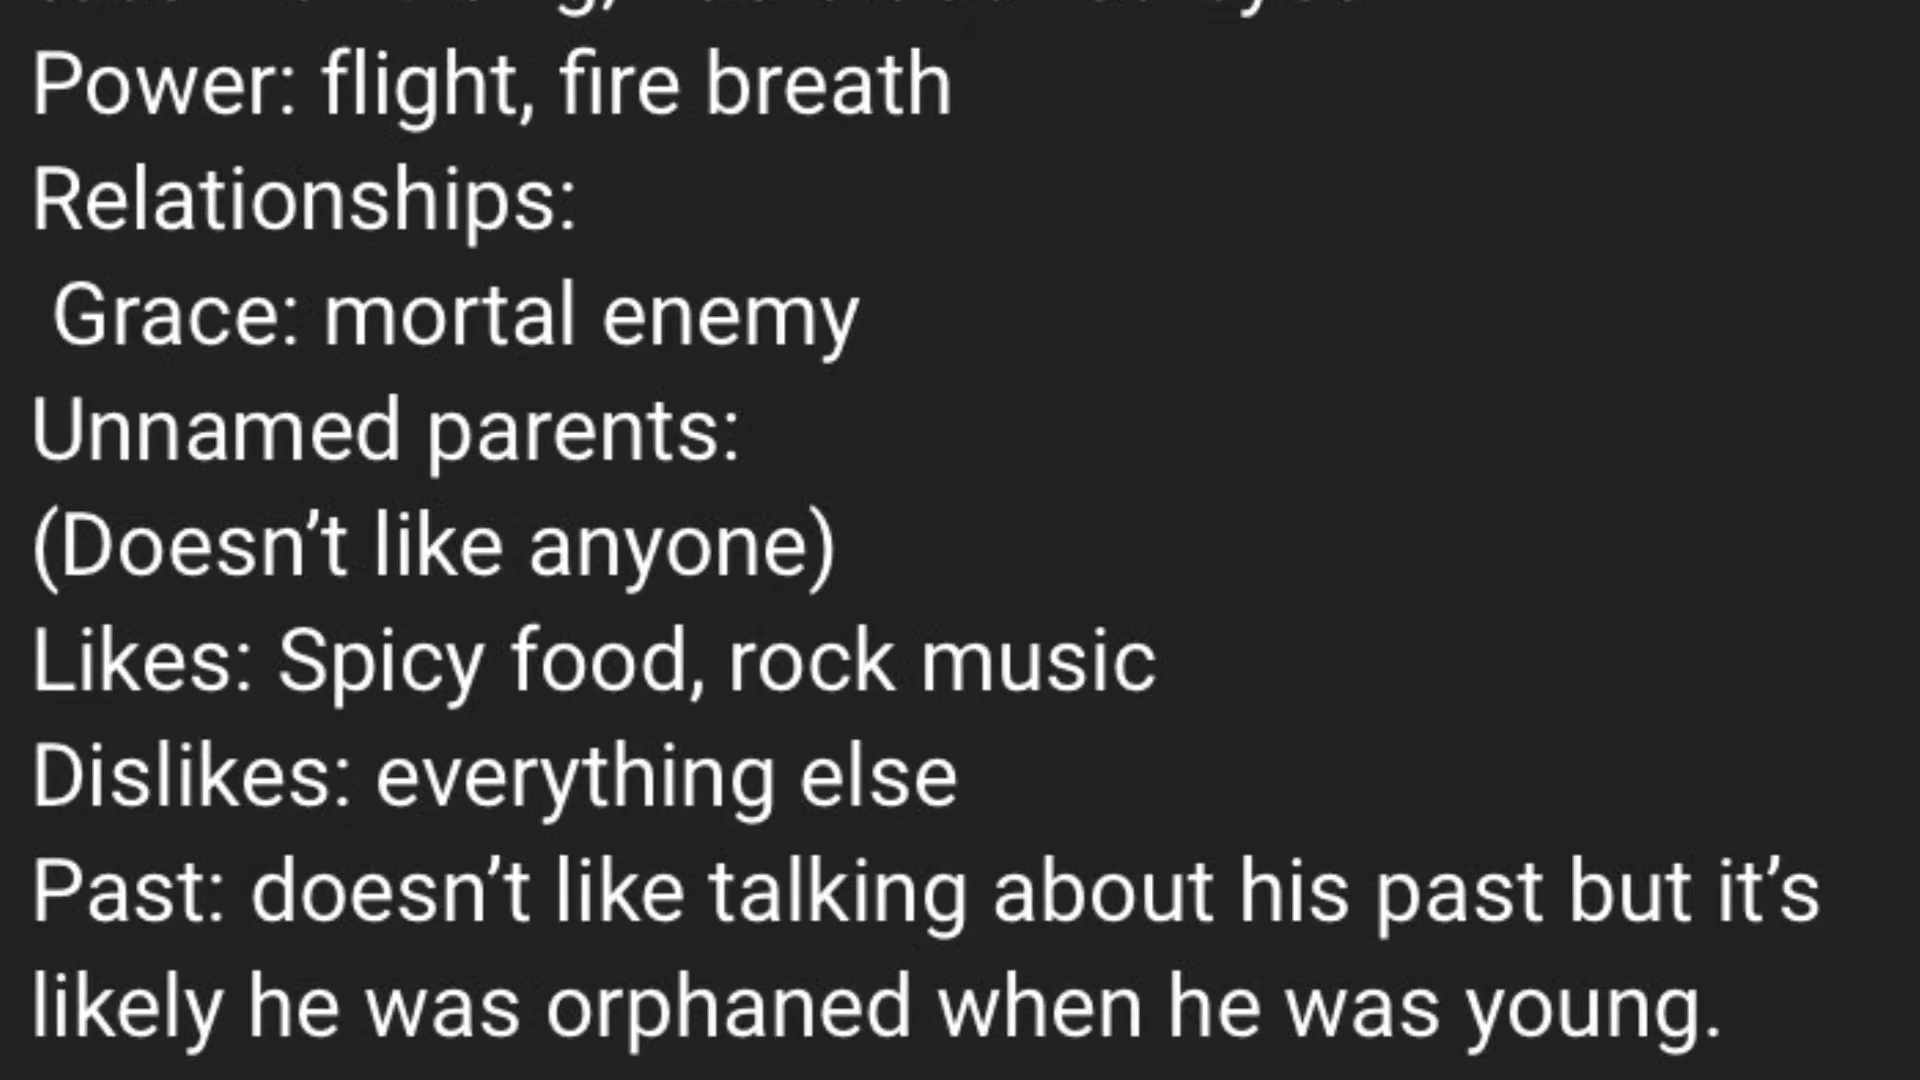 Power: flight, fire breath
Relationships:
Grace: mortal enemy
Unnamed parents:
(Doesn’t like anyone)
Likes: Spicy food, rock music
Dislikes: everything else
Past: doesn’t like talking about his past but it’s
likely he was orphaned when he was young.